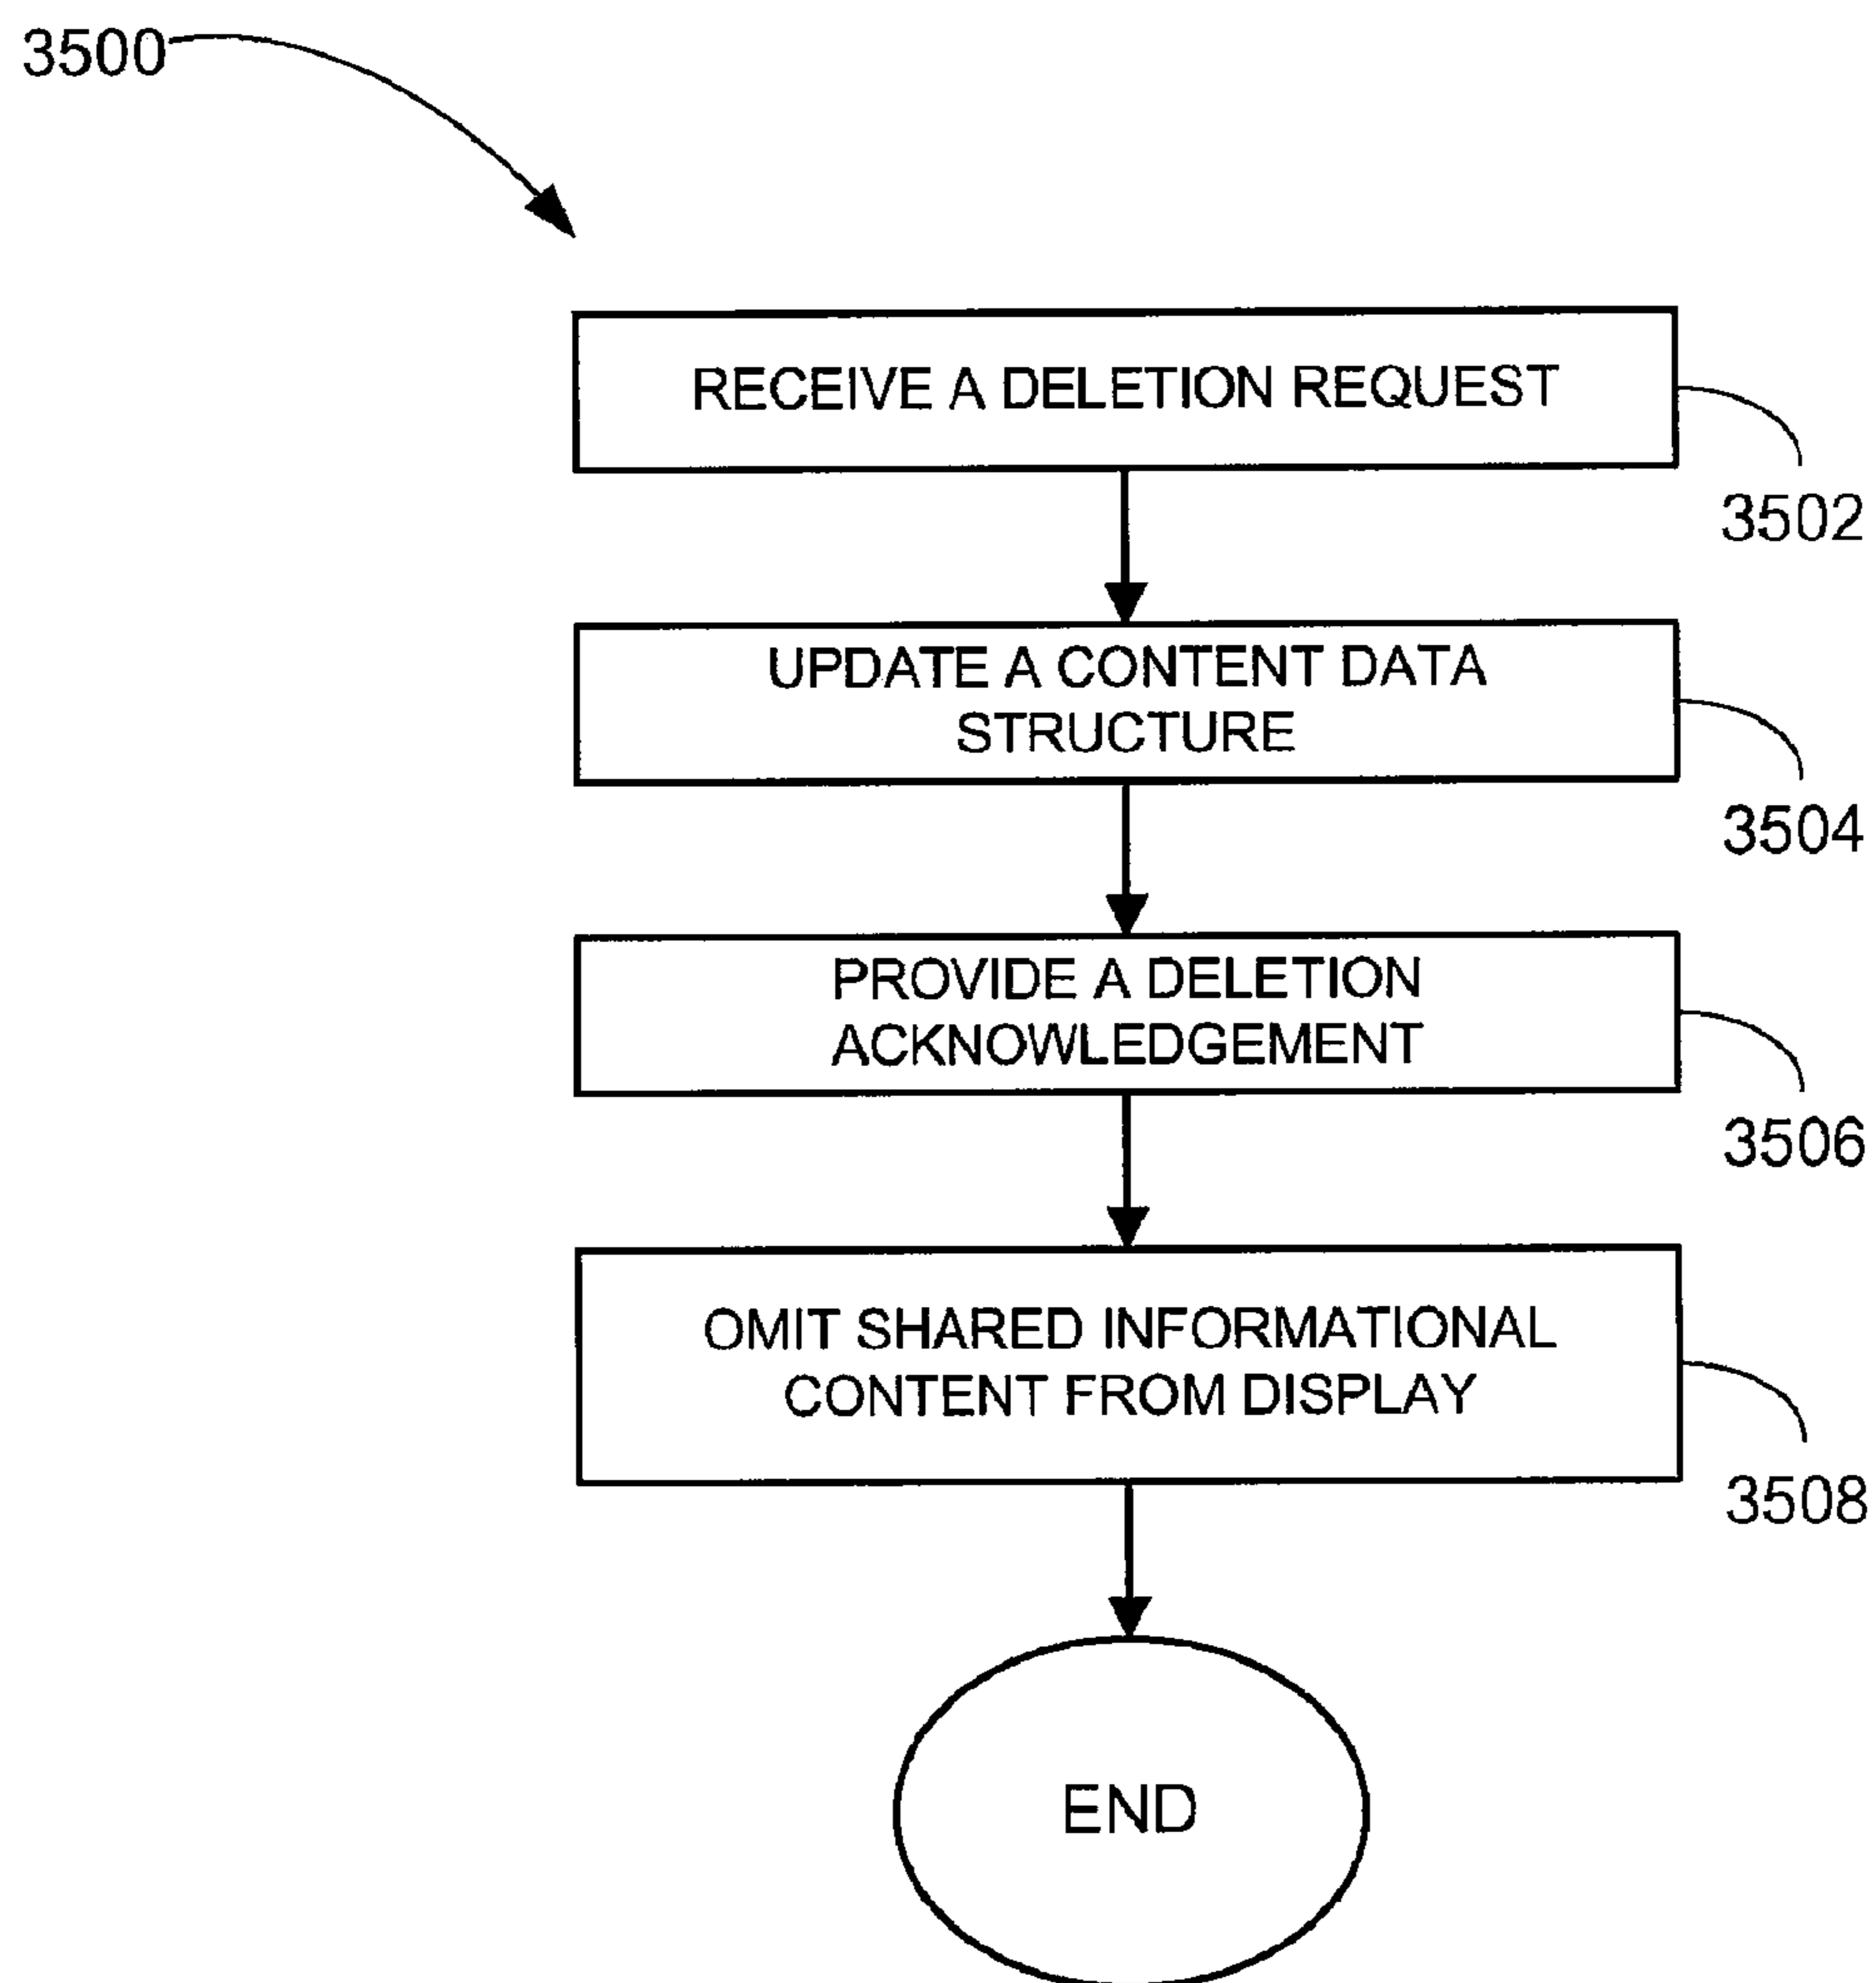 3500
RECEIVE A DELETION REQUEST
3502
UPDATE A CONTENT DATA
STRUCTURE
3504
PROVIDE A DELETION
ACKNOWLEDGEMENT
3506
OMIT SHARED INFORMATIONAL
CONTENT FROM DISPLAY
3508
END